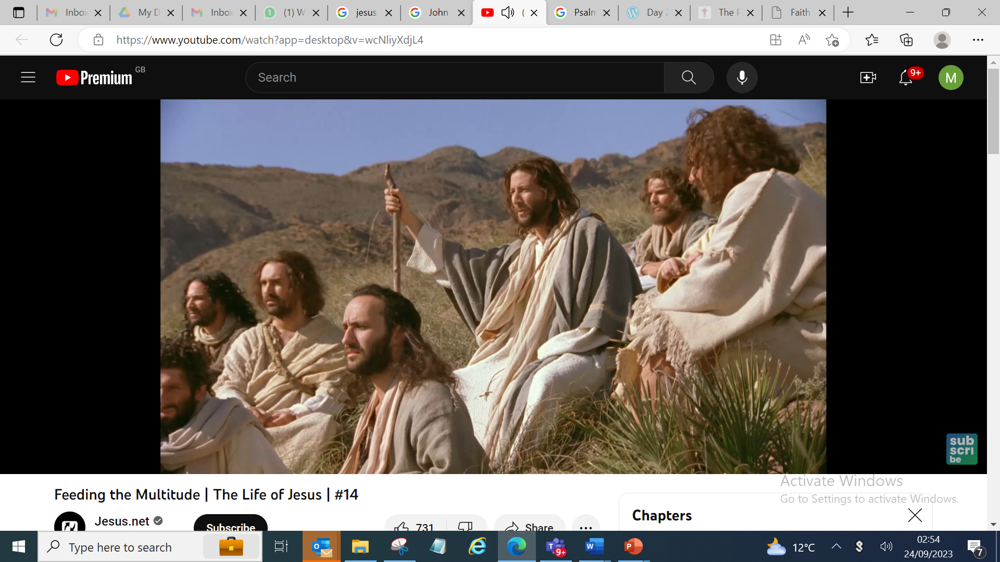 Inbox
My D
Inbox
(1) W
jesus
John
(
Psalm
Day 2
The P
Faith
https://www.youtube.com/watch?app=desktop&v=wcNIiyXdjL4
Premium
GB
Search
9+
M
sub
scri
be
Activate Windows
Go to Settings to activate Windows.
Feeding the Multitude | The Life of Jesus | #14
Chapters
Jesus.net
Subscribe
731
Share
Type here to search
9+
12°C
02:54
24/09/2023
7